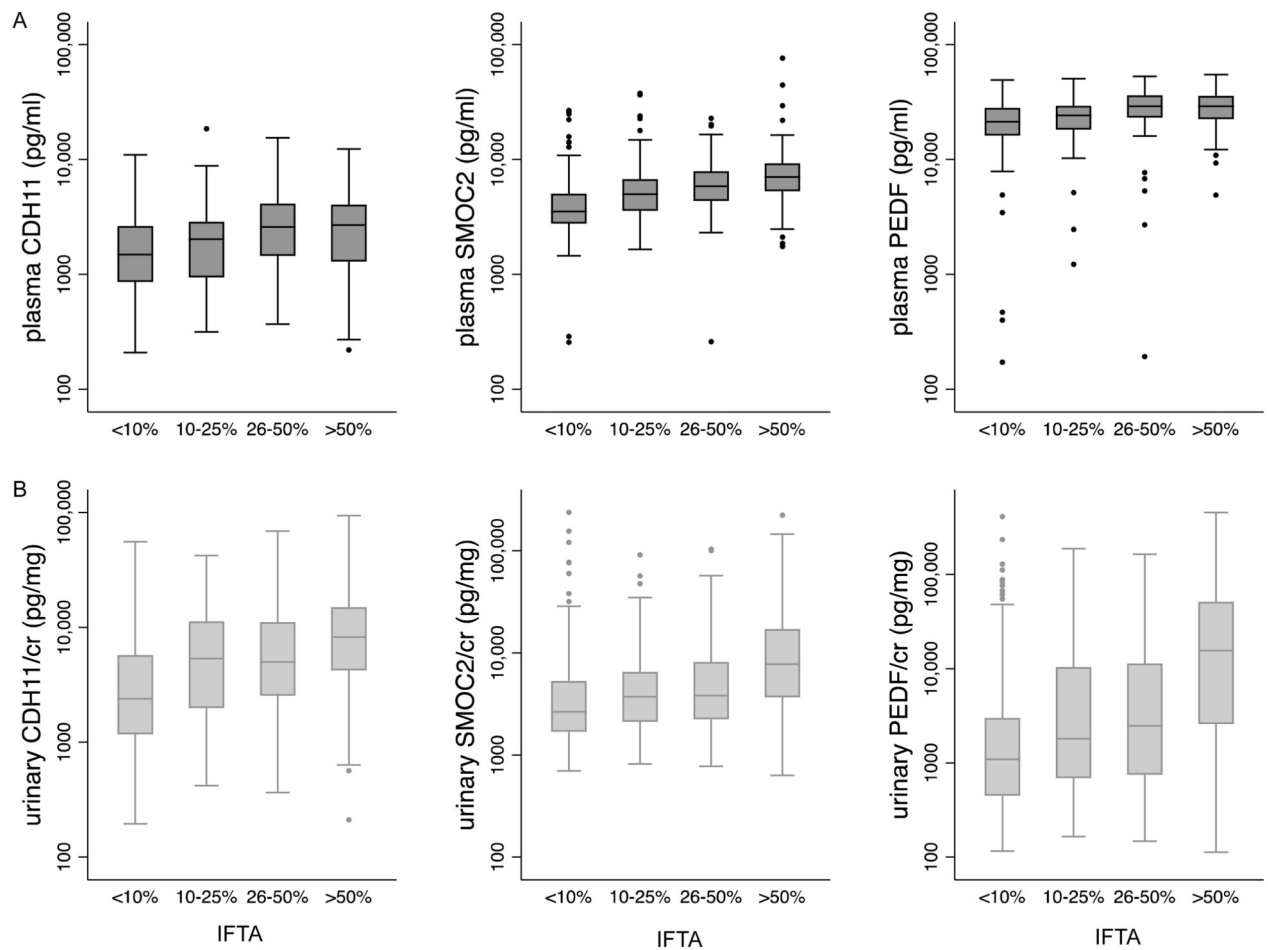 A
plasma CDH11 (pg/ml)
100,000
10,000
1000
100
<10% 10-25% 26-50% >50%
plasma SMOC2 (pg/ml)
100,000
10,000
1000
100
<10% 10-25% 26-50% >50%
plasma PEDF (pg/ml)
100,000
10,000
1000
100
<10% 10-25% 26-50% >50%
B
urinary CDH11/cr (pg/mg)
100,000
10,000
1000
100
<10% 10-25% 26-50% >50%
IFTA
urinary SMOC2/cr (pg/mg)
100,000
10,000
1000
100
<10% 10-25% 26-50% >50%
IFTA
urinary PEDF/cr (pg/mg)
100,000
10,000
1000
100
<10% 10-25% 26-50% >50%
IFTA